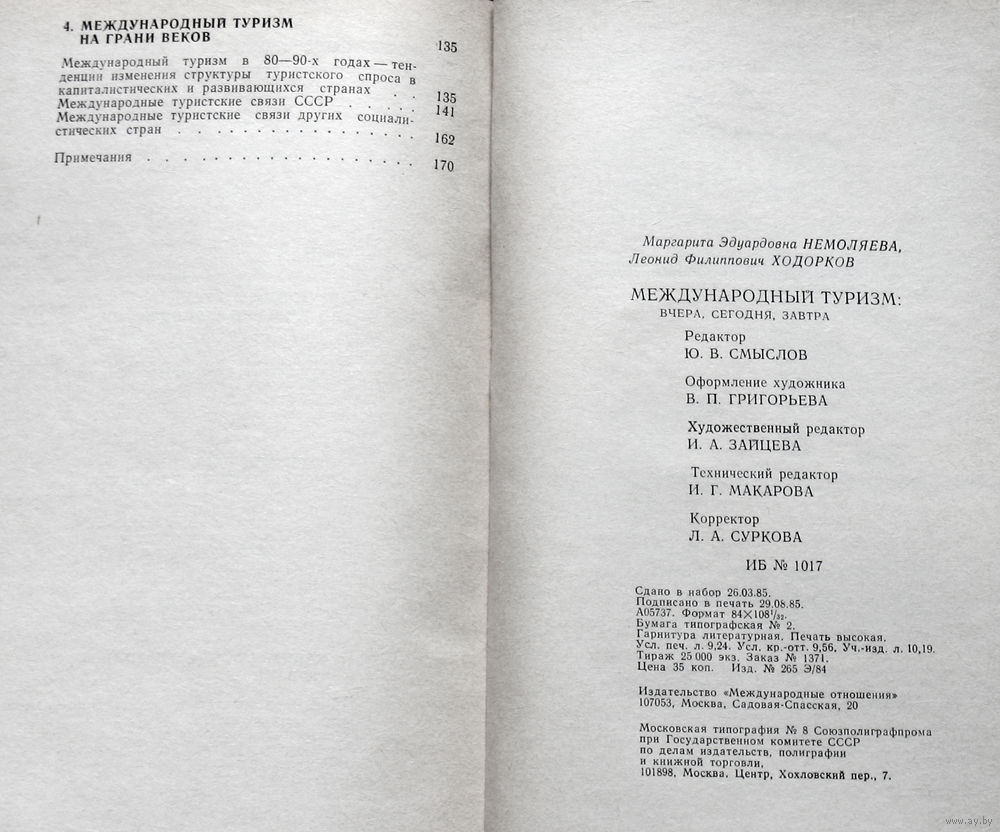 4. МЕЖДУНАРОДНЫЙ ТУРИЗМ
НА ГРАНИ ВЕКОВ 135
Международный туризм в 80—90-х годах — тен-
денции изменения структуры туристского спроса в
капиталистических и развивающихся странах . . 135
Международные туристские связи СССР . . . . . 141
Международные туристские связи других социали-
стических стран . . . . . . . . . . . . . . . 162
Примечания . . . . . . . . . . . . . . . . . 170
Маргарита Эдуардовна НЕМОЛЯЕВА,
Леонид Филиппович ХОДОРКОВ
МЕЖДУНАРОДНЫЙ ТУРИЗМ:
ВЧЕРА, СЕГОДНЯ, ЗАВТРА
Редактор
Ю. В. СМЫСЛОВ
Оформление художника
В. П. ГРИГОРЬЕВА
Художественный редактор
И. А. ЗАЙЦЕВА
Технический редактор
И. Г. МАКАРОВА
Корректор
Л. А. СУРКОВА
ИБ № 1017
Сдано в набор 26.03.85.
Подписано в печать 29.08.85.
А05737. Формат 84×108¹/₃₂.
Бумага типографская № 2.
Гарнитура литературная. Печать высокая.
Усл. печ. л. 9,24. Усл. кр.-отт. 9,56. Уч.-изд. л. 10,19.
Тираж 25 000 экз. Заказ № 1371.
Цена 35 коп. Изд. № 265 Э/84
Издательство «Международные отношения»
107053, Москва, Садовая-Спасская, 20
Московская типография № 8 Союзполиграфпрома
при Государственном комитете СССР
по делам издательств, полиграфии
и книжной торговли,
101898, Москва, Центр, Хохловский пер., 7.
www.ay.by